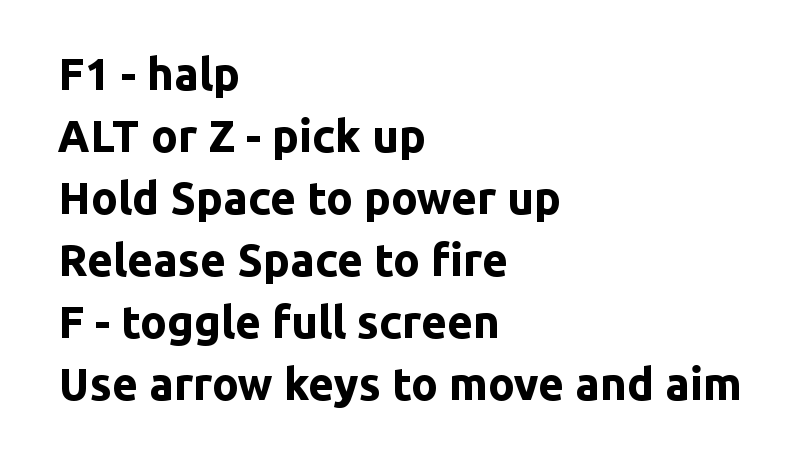 F1 - halp
ALT or Z - pick up
Hold Space to power up
Release Space to fire
F - toggle full screen
Use arrow keys to move and aim